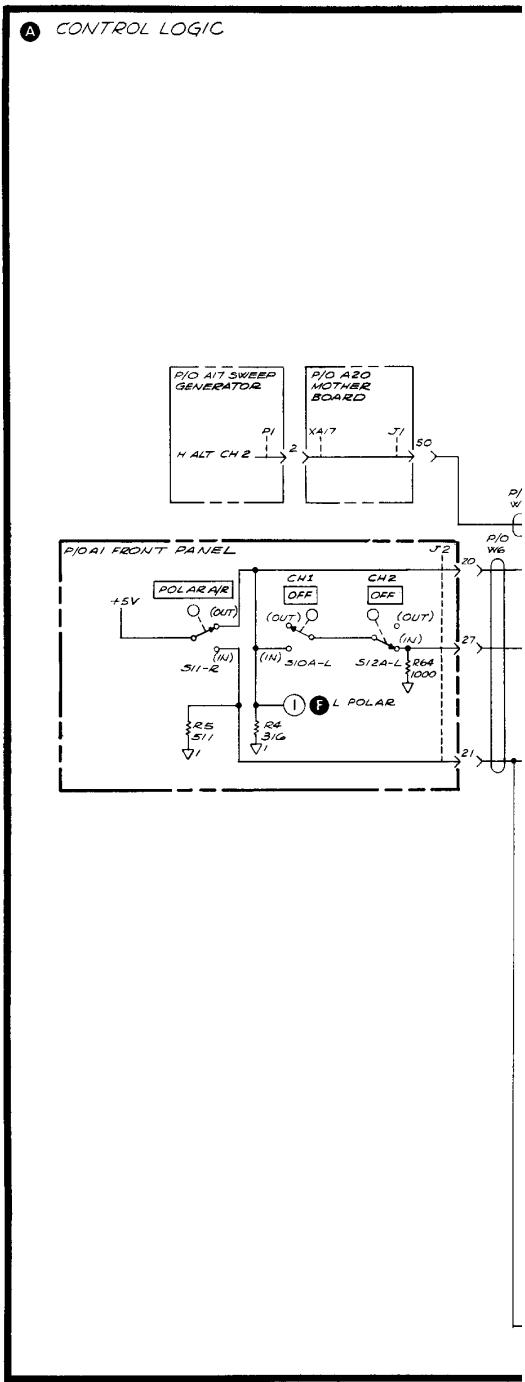 A CONTROL LOGIC
P/O A17 SWEEP
GENERATOR
P/O A20
MOTHER
BOARD
P1
XA17
J1
H ALT CH 2
2
50
P/O A1 FRONT PANEL
J2
P/O
W6
20
POLAR A/R
CH1
OFF
CH2
OFF
+5V
(OUT)
(OUT)
(OUT)
(IN)
(IN)
(IN)
27
S11-R
S10A-L
S12A-L
R64
1000
I F L POLAR
R5
511
R4
316
1
1
21